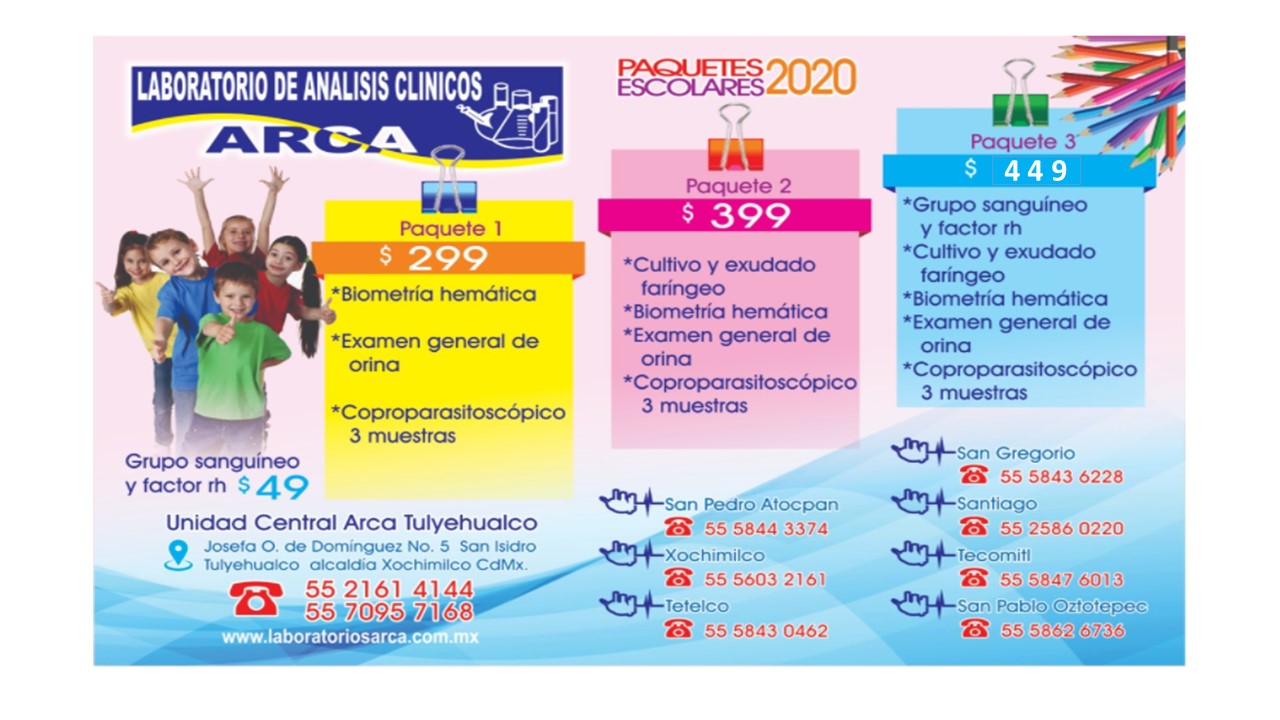 LABORATORIO DE ANALISIS CLINICOS
ARCA
PAQUETES
ESCOLARES 2020
Paquete 1
$ 299
*Biometría hemática
*Examen general de
orina
*Coproparasitoscópico
3 muestras
Paquete 2
$ 399
*Cultivo y exudado
faríngeo
*Biometría hemática
*Examen general de
orina
*Coproparasitoscópico
3 muestras
Paquete 3
$ 449
*Grupo sanguíneo
y factor rh
*Cultivo y exudado
faríngeo
*Biometría hemática
*Examen general de
orina
*Coproparasitoscópico
3 muestras
Grupo sanguíneo
y factor rh $ 49
Unidad Central Arca Tulyehualco
Josefa O. de Domínguez No. 5 San Isidro
Tulyehualco alcaldía Xochimilco CdMx.
55 2161 4144
55 7095 7168
www.laboratoriosarca.com.mx
San Pedro Atocpan
55 5844 3374
Xochimilco
55 5603 2161
Tetelco
55 5843 0462
San Gregorio
55 5843 6228
Santiago
55 2586 0220
Tecomitl
55 5847 6013
San Pablo Oztotepec
55 5862 6736